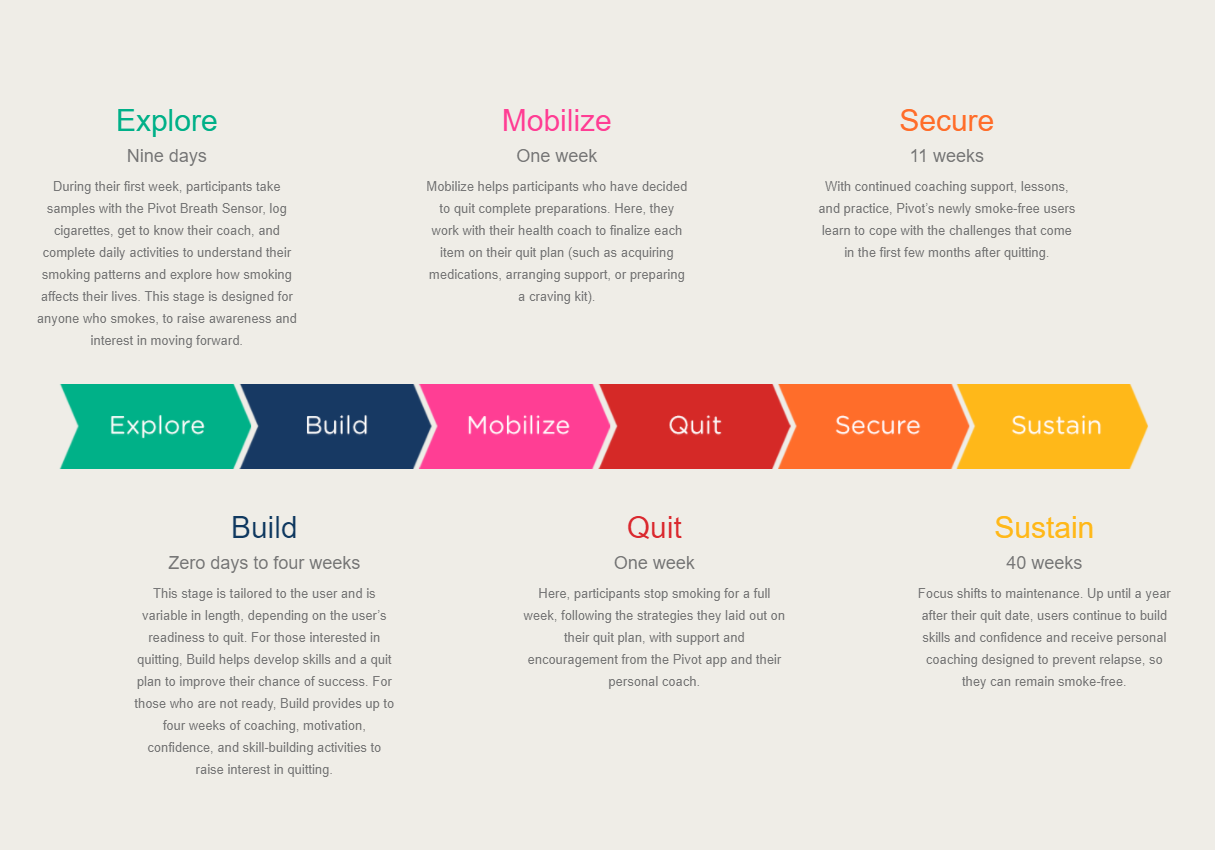 Explore
Nine days
During their first week, participants take
samples with the Pivot Breath Sensor, log
cigarettes, get to know their coach, and
complete daily activities to understand their
smoking patterns and explore how smoking
affects their lives. This stage is designed for
anyone who smokes, to raise awareness and
interest in moving forward.
Mobilize
One week
Mobilize helps participants who have decided
to quit complete preparations. Here, they
work with their health coach to finalize each
item on their quit plan (such as acquiring
medications, arranging support, or preparing
a craving kit).
Secure
11 weeks
With continued coaching support, lessons,
and practice, Pivot’s newly smoke-free users
learn to cope with the challenges that come
in the first few months after quitting.
Explore Build Mobilize Quit Secure Sustain
Build
Zero days to four weeks
This stage is tailored to the user and is
variable in length, depending on the user’s
readiness to quit. For those interested in
quitting, Build helps develop skills and a quit
plan to improve their chance of success. For
those who are not ready, Build provides up to
four weeks of coaching, motivation,
confidence, and skill-building activities to
raise interest in quitting.
Quit
One week
Here, participants stop smoking for a full
week, following the strategies they laid out on
their quit plan, with support and
encouragement from the Pivot app and their
personal coach.
Sustain
40 weeks
Focus shifts to maintenance. Up until a year
after their quit date, users continue to build
skills and confidence and receive personal
coaching designed to prevent relapse, so
they can remain smoke-free.